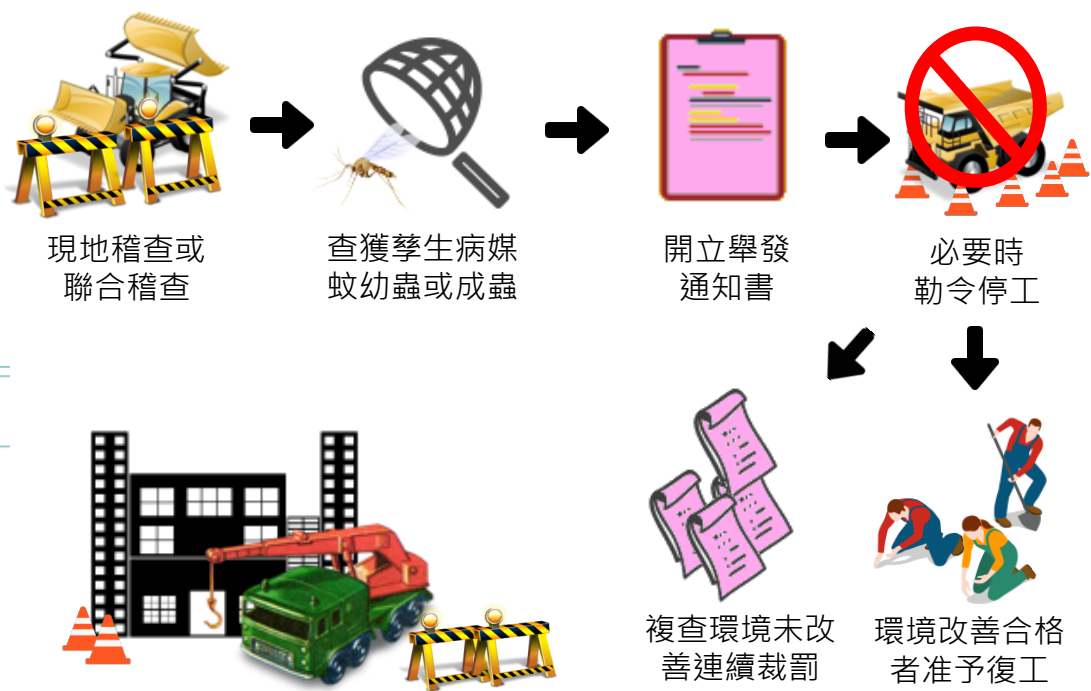 現地稽查或
聯合稽查
查獲孳生病媒
蚊幼蟲或成蟲
開立舉發
通知書
必要時
勒令停工
複查環境未改
善連續裁罰
環境改善合格
者准予復工